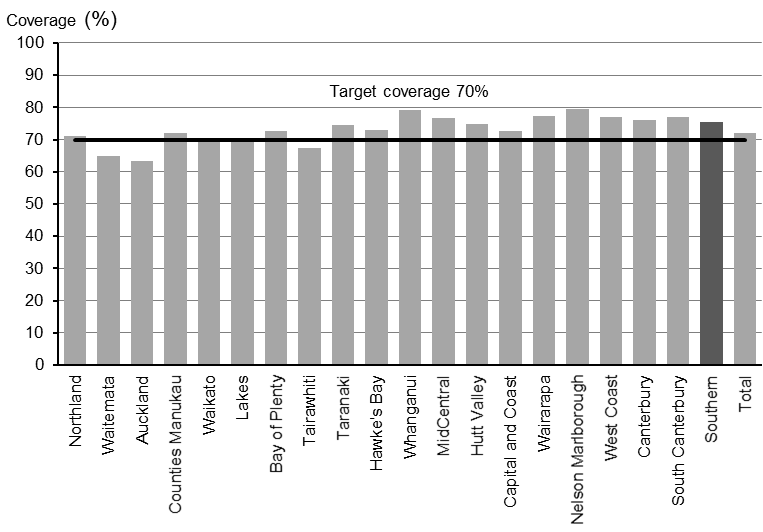 Coverage (%)
100
90
80
70
60
50
40
30
20
10
0
Target coverage 70%
Northland
Waitemata
Auckland
Counties Manukau
Waikato
Lakes
Bay of Plenty
Tairawhiti
Taranaki
Hawke's Bay
Whanganui
MidCentral
Hutt Valley
Capital and Coast
Wairarapa
Nelson Marlborough
West Coast
Canterbury
South Canterbury
Southern
Total